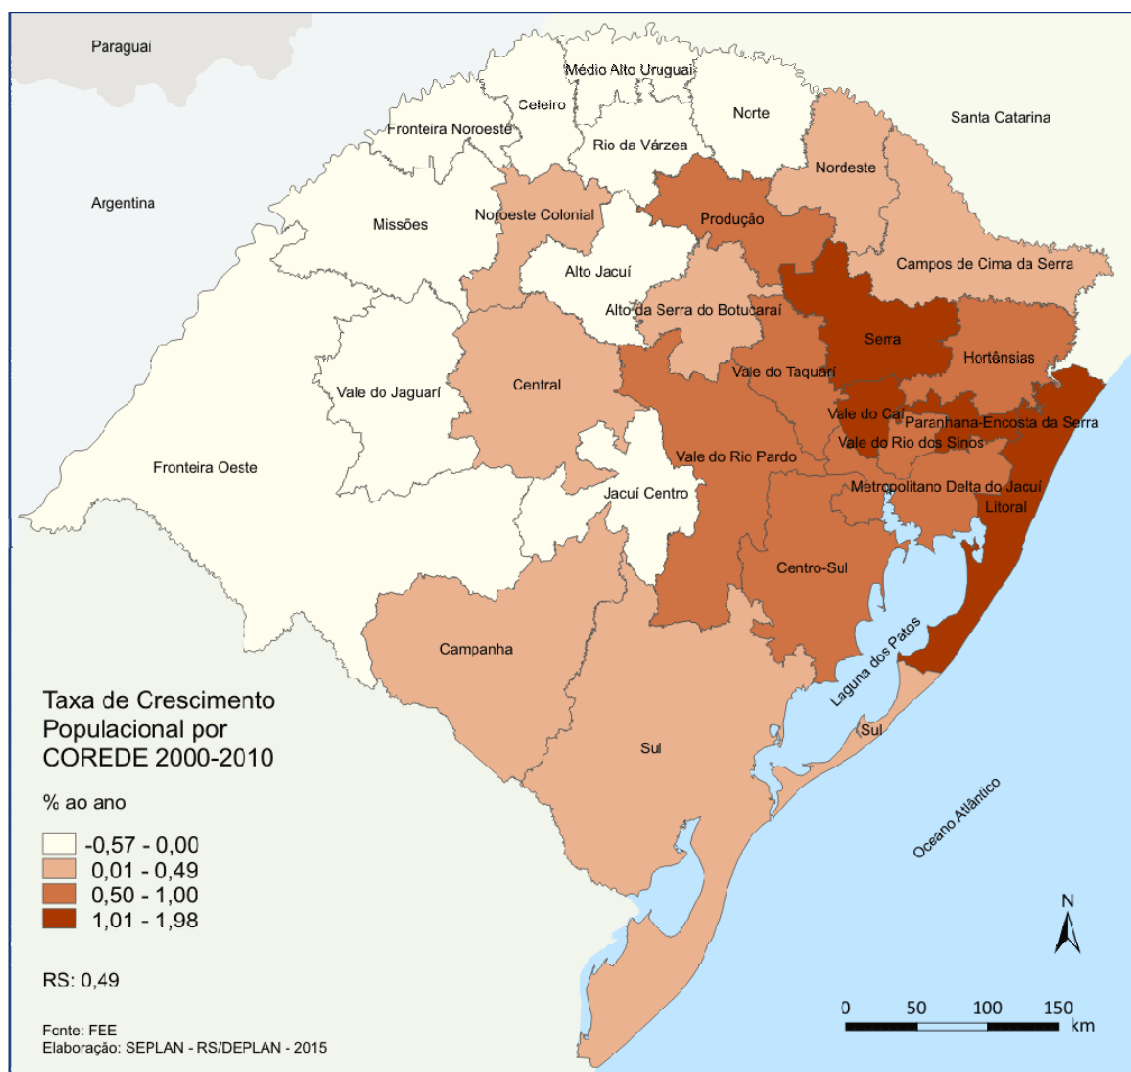 Paraguai
Médio Alto Uruguai
Celeiro
Norte
Fronteira Noroeste
Rio da Várzea
Santa Catarina
Nordeste
Argentina
Missões
Noroeste Colonial
Produção
Alto Jacuí
Campos de Cima da Serra
Alto da Serra do Botucaraí
Serra
Hortênsias
Vale do Taquarí
Central
Vale do Jaguarí
Vale do Caí
Paranhana-Encosta da Serra
Vale do Rio dos Sinos
Fronteira Oeste
Vale do Rio Pardo
Jacuí Centro
Metropolitano Delta do Jacuí
Litoral
Centro-Sul
Campanha
Laguna dos Patos
Sul
Sul
Oceano Atlântico
Taxa de Crescimento
Populacional por
COREDE 2000-2010
% ao ano
-0,57 - 0,00
0,01 - 0,49
0,50 - 1,00
1,01 - 1,98
RS: 0,49
Fonte: FEE
Elaboração: SEPLAN - RS/DEPLAN - 2015
N
0 50 100 150
km